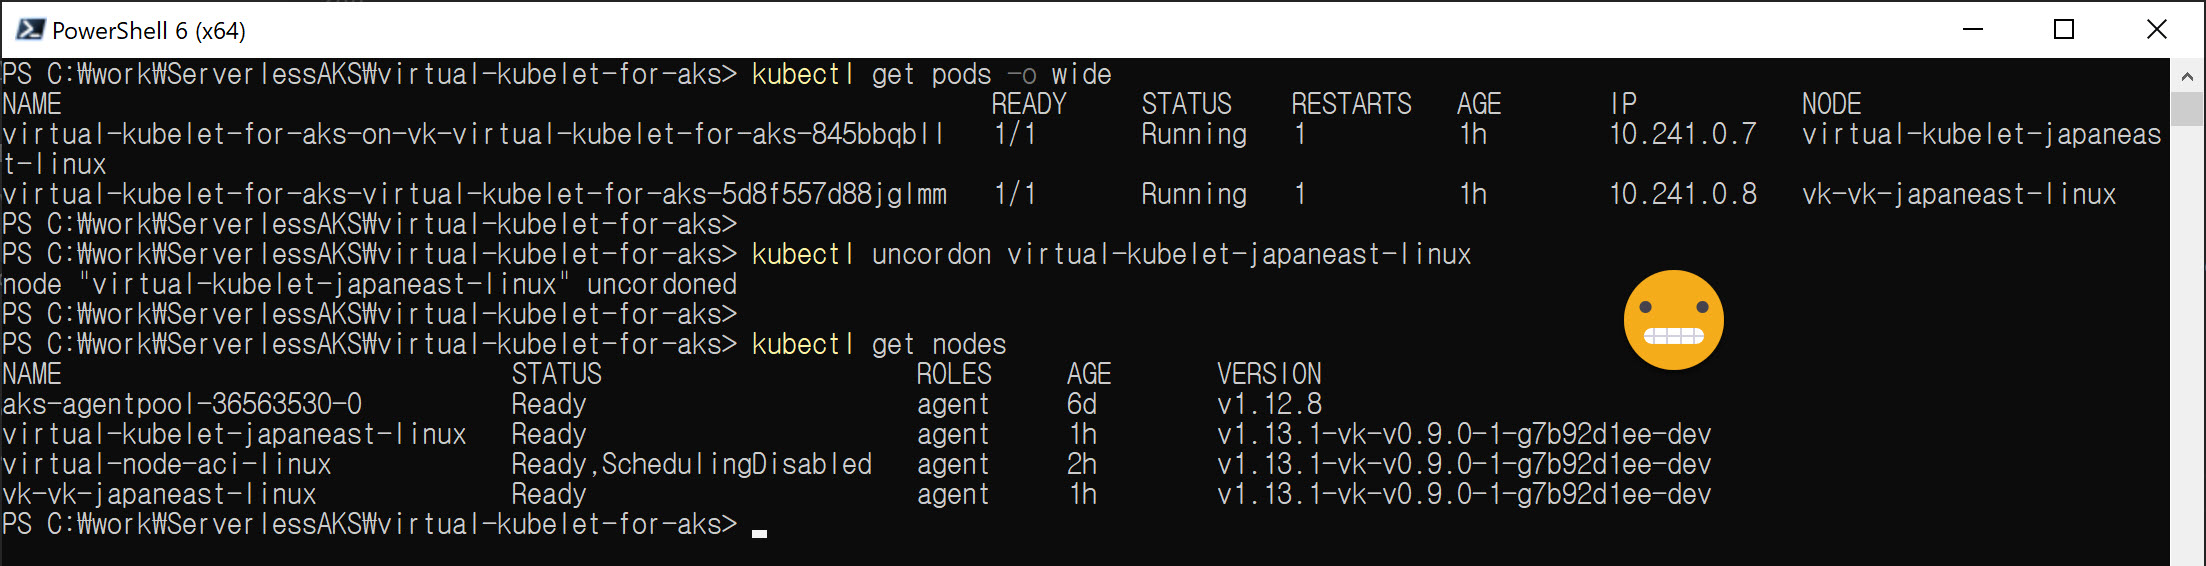 PowerShell 6 (x64)
PS C:₩work₩ServerlessAKS₩virtual-kubelet-for-aks> kubectl get pods -o wide
NAME READY STATUS RESTARTS AGE IP NODE
virtual-kubelet-for-aks-on-vk-virtual-kubelet-for-aks-845bbqbll 1/1 Running 1 1h 10.241.0.7 virtual-kubelet-japaneas
t-linux
virtual-kubelet-for-aks-virtual-kubelet-for-aks-5d8f557d88jglmm 1/1 Running 1 1h 10.241.0.8 vk-vk-japaneast-linux
PS C:₩work₩ServerlessAKS₩virtual-kubelet-for-aks>
PS C:₩work₩ServerlessAKS₩virtual-kubelet-for-aks> kubectl uncordon virtual-kubelet-japaneast-linux
node "virtual-kubelet-japaneast-linux" uncordoned
PS C:₩work₩ServerlessAKS₩virtual-kubelet-for-aks>
PS C:₩work₩ServerlessAKS₩virtual-kubelet-for-aks> kubectl get nodes
NAME STATUS ROLES AGE VERSION
aks-agentpool-36563530-0 Ready agent 6d v1.12.8
virtual-kubelet-japaneast-linux Ready agent 1h v1.13.1-vk-v0.9.0-1-g7b92d1ee-dev
virtual-node-aci-linux Ready,SchedulingDisabled agent 2h v1.13.1-vk-v0.9.0-1-g7b92d1ee-dev
vk-vk-japaneast-linux Ready agent 1h v1.13.1-vk-v0.9.0-1-g7b92d1ee-dev
PS C:₩work₩ServerlessAKS₩virtual-kubelet-for-aks>